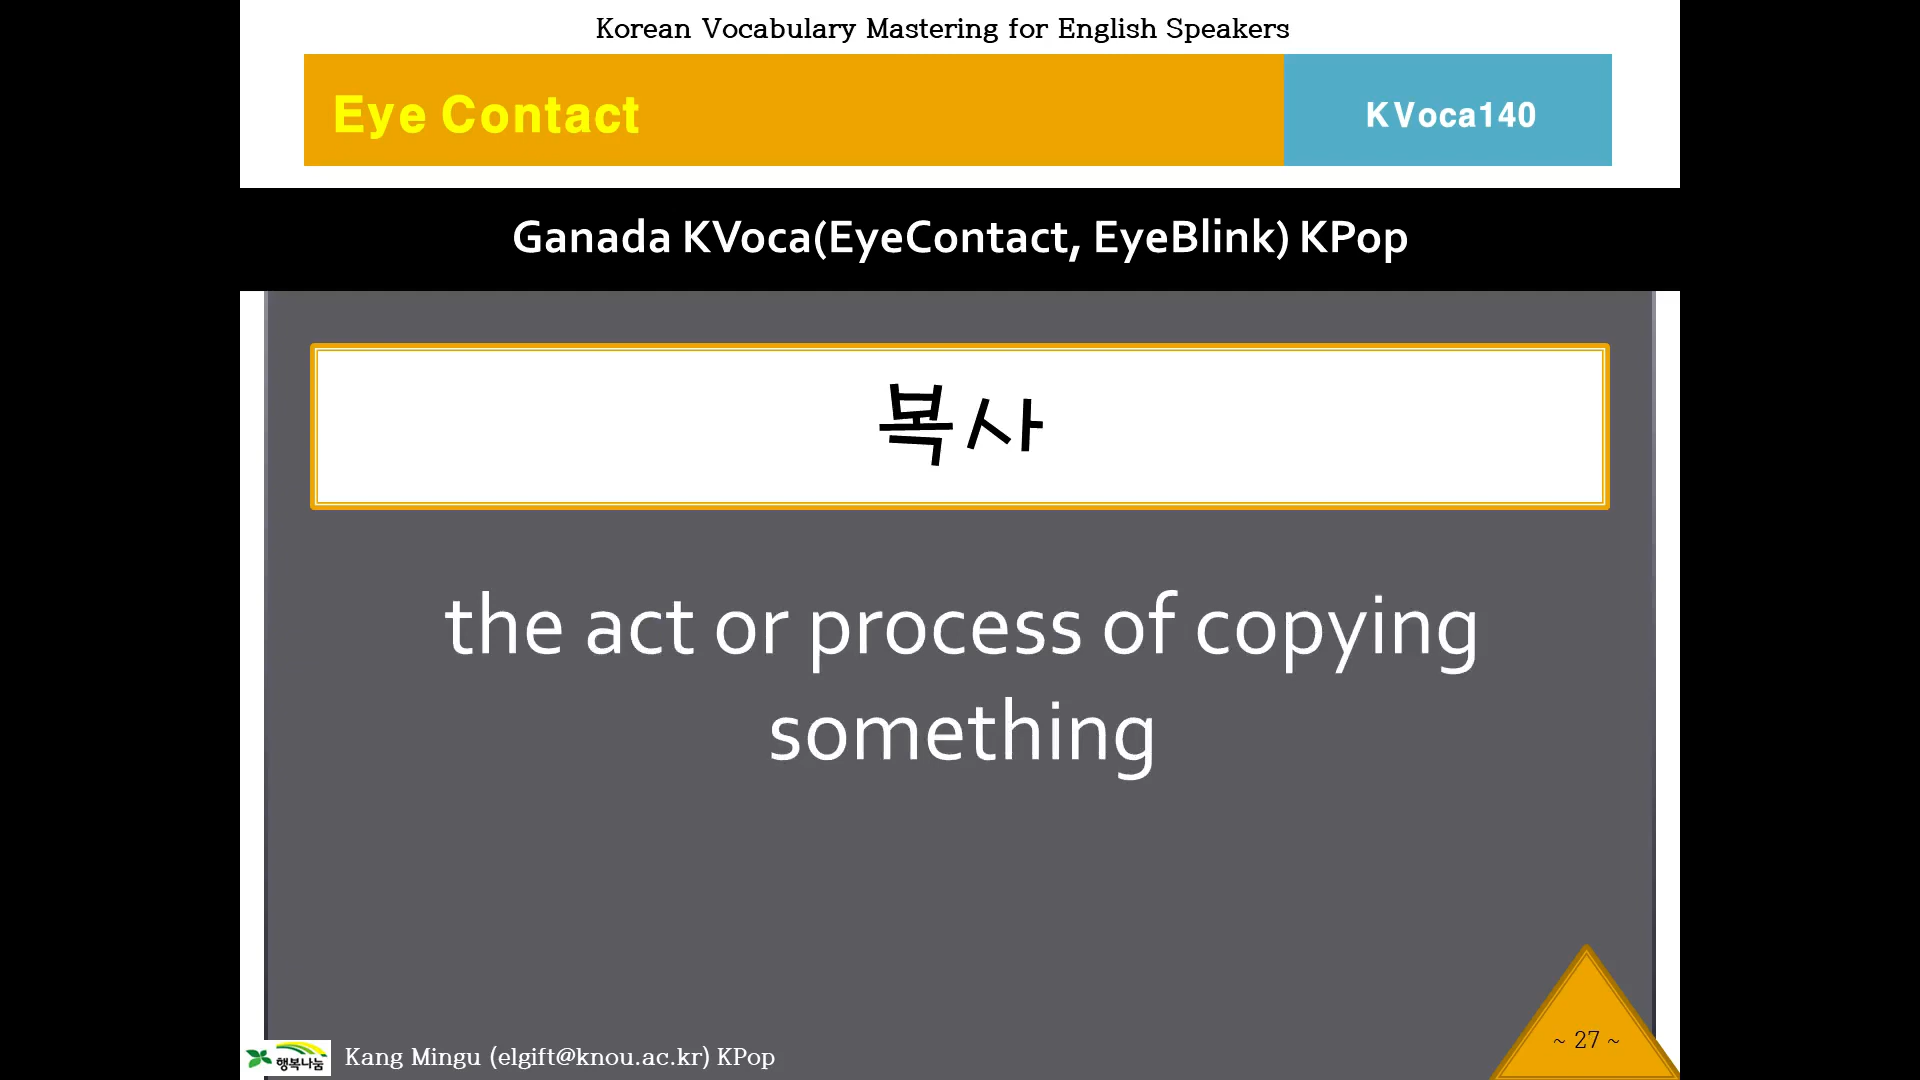 Korean Vocabulary Mastering for English Speakers
Eye Contact
KVoca140
Ganada KVoca(EyeContact, EyeBlink) KPop
복사
the act or process of copying
something
행복나눔
Kang Mingu (elgift@knou.ac.kr) KPop
~ 27 ~